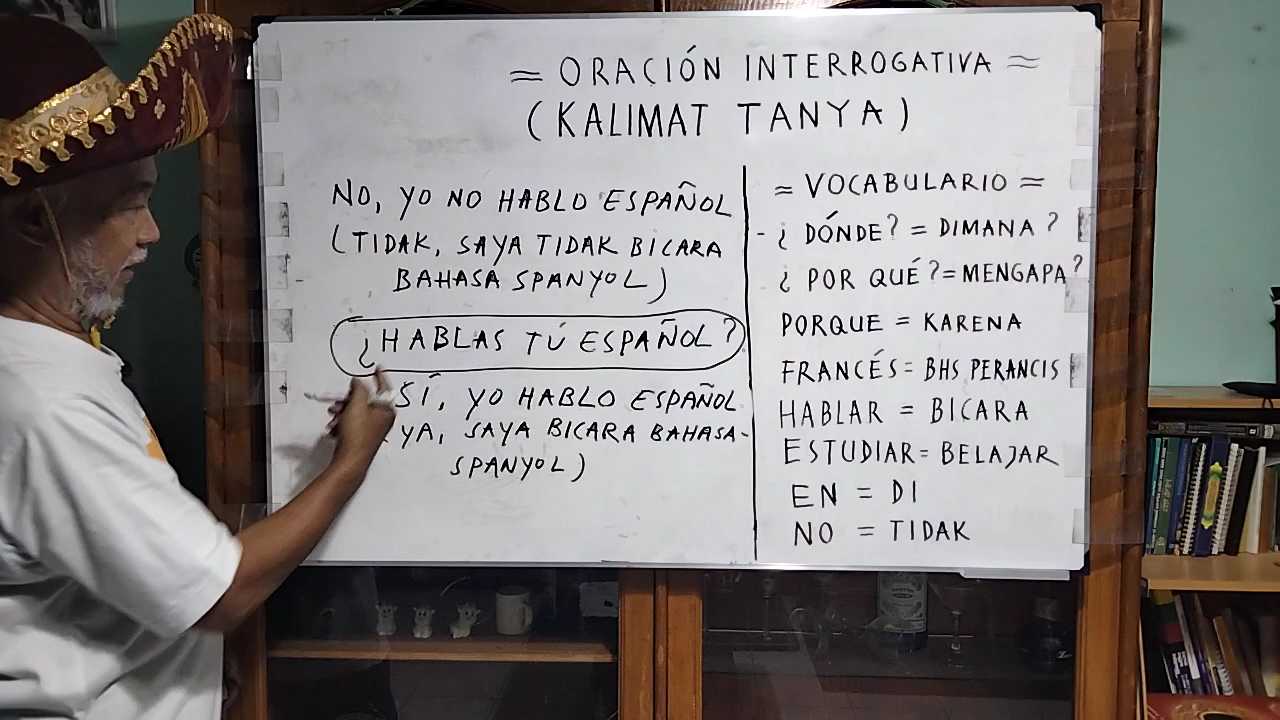 = ORACIÓN INTERROGATIVA =
(KALIMAT TANYA)
NO, YO NO HABLO ESPAÑOL
(TIDAK, SAYA TIDAK BICARA
BAHASA SPANYOL)
¿HABLAS TÚ ESPAÑOL?
SÍ, YO HABLO ESPAÑOL
YA, SAYA BICARA BAHASA-
SPANYOL)
= VOCABULARIO =
- ¿DÓNDE? = DIMANA?
¿POR QUÉ? = MENGAPA?
PORQUE = KARENA
FRANCÉS = BHS PERANCIS
HABLAR = BICARA
ESTUDIAR = BELAJAR
EN = DI
NO = TIDAK